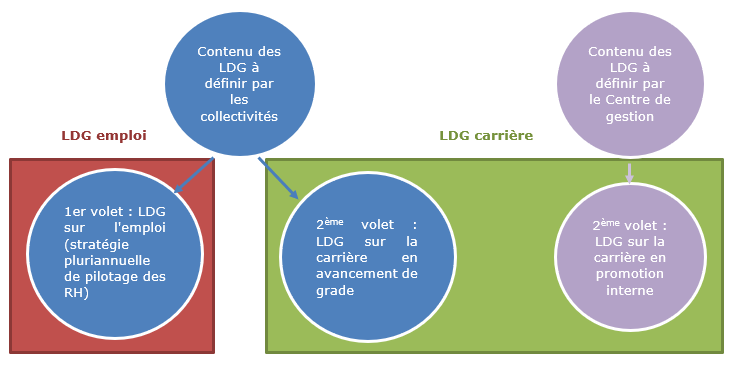 Contenu des
LDG à
définir par
les
collectivités
Contenu des
LDG à
définir par
le Centre de
gestion
LDG emploi
LDG carrière
1er volet : LDG
sur l'emploi
(stratégie
pluriannuelle
de pilotage des
RH)
2ème volet :
LDG sur la
carrière en
avancement de
grade
2ème volet :
LDG sur la
carrière en
promotion
interne